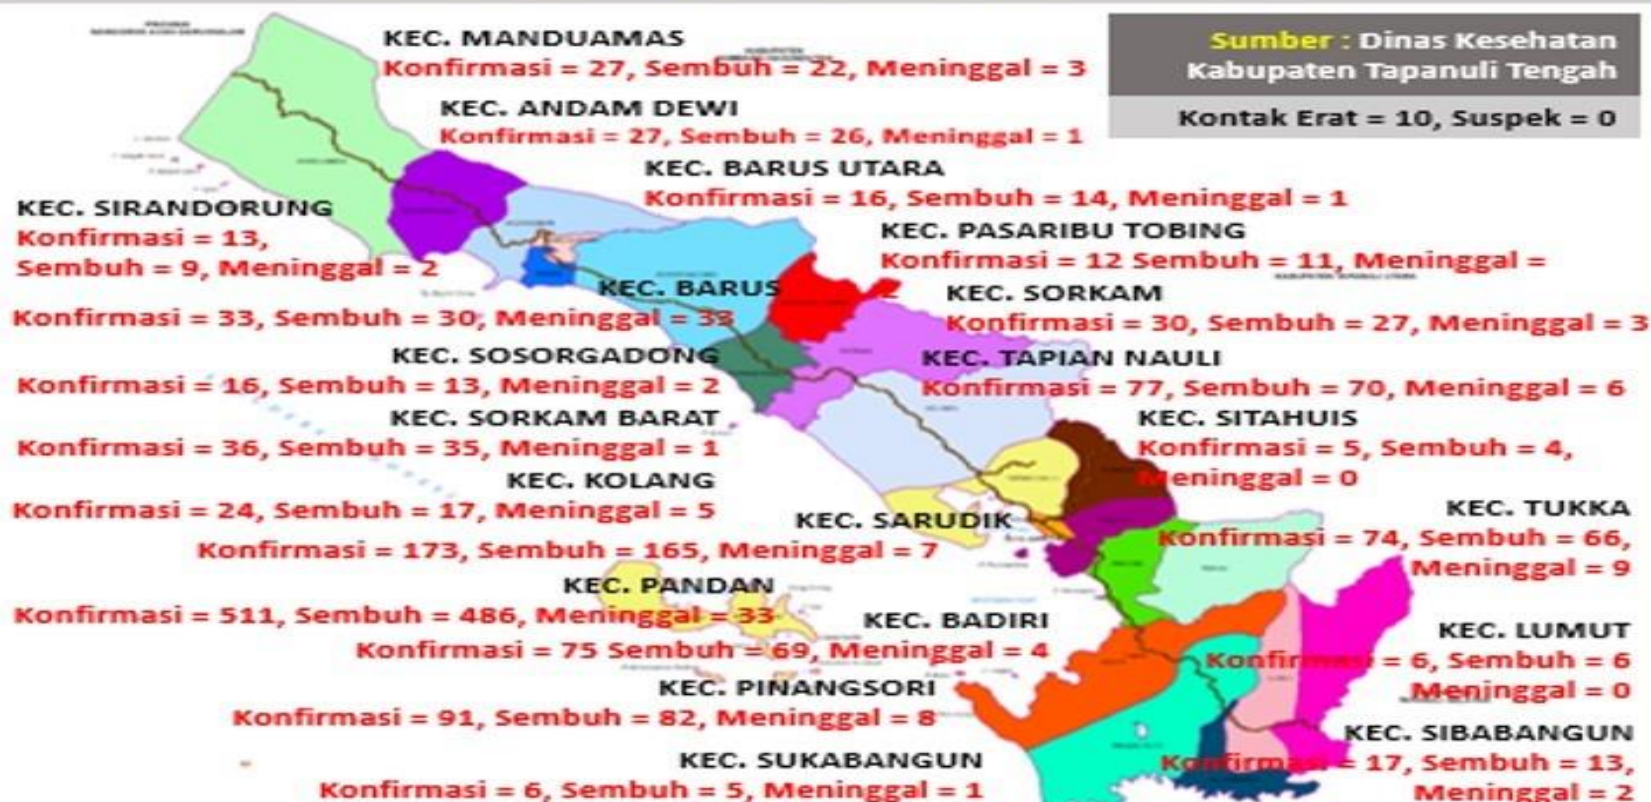 KEC. MANDUAMAS
Konfirmasi = 27, Sembuh = 22, Meninggal = 3
Sumber : Dinas Kesehatan
Kabupaten Tapanuli Tengah
Kontak Erat = 10, Suspek = 0
KEC. ANDAM DEWI
Konfirmasi = 27, Sembuh = 26, Meninggal = 1
KEC. BARUS UTARA
Konfirmasi = 16, Sembuh = 14, Meninggal = 1
KEC. SIRANDORUNG
Konfirmasi = 13,
Sembuh = 9, Meninggal = 2
KEC. PASARIBU TOBING
Konfirmasi = 12 Sembuh = 11, Meninggal =
2
KEC. BARUS
Konfirmasi = 33, Sembuh = 30, Meninggal = 33
KEC. SORKAM
Konfirmasi = 30, Sembuh = 27, Meninggal = 3
KEC. SOSORGADONG
Konfirmasi = 16, Sembuh = 13, Meninggal = 2
KEC. TAPIAN NAULI
Konfirmasi = 77, Sembuh = 70, Meninggal = 6
KEC. SORKAM BARAT
Konfirmasi = 36, Sembuh = 35, Meninggal = 1
KEC. SITAHUIS
Konfirmasi = 5, Sembuh = 4,
Meninggal = 0
KEC. KOLANG
Konfirmasi = 24, Sembuh = 17, Meninggal = 5
KEC. SARUDIK
Konfirmasi = 173, Sembuh = 165, Meninggal = 7
KEC. TUKKA
Konfirmasi = 74, Sembuh = 66,
Meninggal = 9
KEC. PANDAN
Konfirmasi = 511, Sembuh = 486, Meninggal = 33
KEC. BADIRI
Konfirmasi = 75 Sembuh = 69, Meninggal = 4
KEC. LUMUT
Konfirmasi = 6, Sembuh = 6
Meninggal = 0
KEC. PINANGSORI
Konfirmasi = 91, Sembuh = 82, Meninggal = 8
KEC. SIBABANGUN
Konfirmasi = 17, Sembuh = 13,
Meninggal = 2
KEC. SUKABANGUN
Konfirmasi = 6, Sembuh = 5, Meninggal = 1